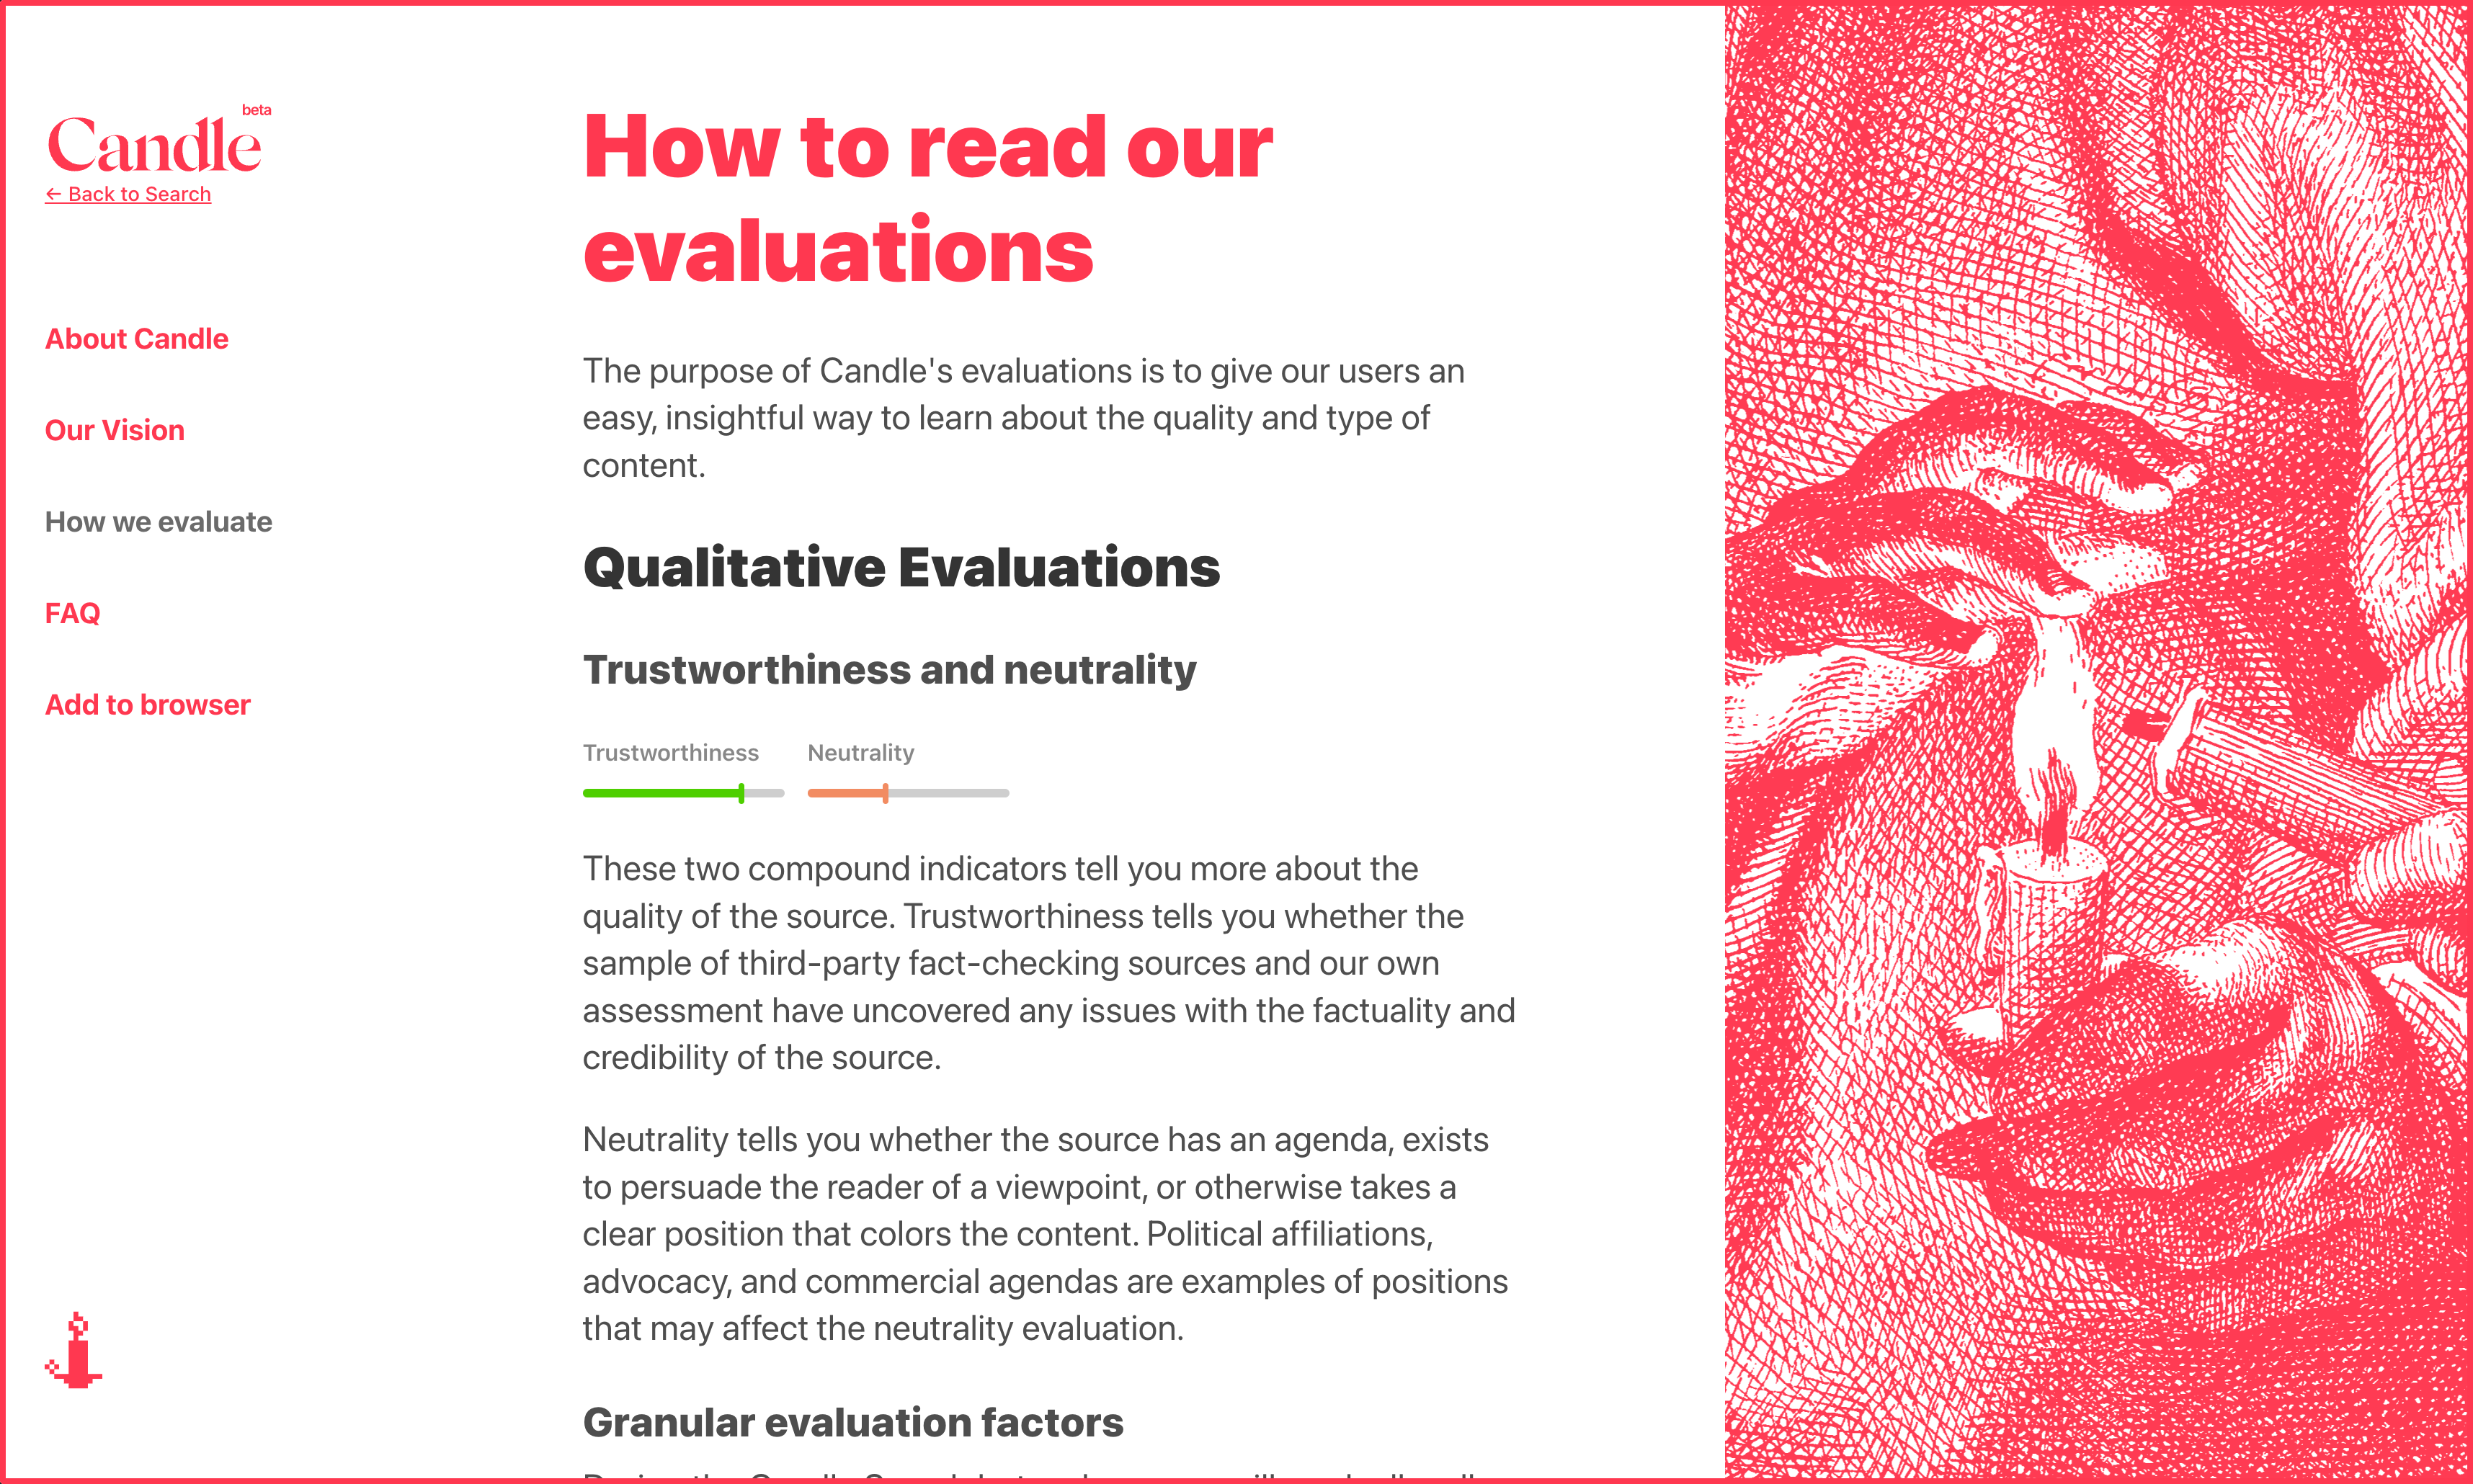 beta
Candle
← Back to Search
About Candle
Our Vision
How we evaluate
FAQ
Add to browser
How to read our
evaluations
The purpose of Candle's evaluations is to give our users an
easy, insightful way to learn about the quality and type of
content.
Qualitative Evaluations
Trustworthiness and neutrality
Trustworthiness
Neutrality
These two compound indicators tell you more about the
quality of the source. Trustworthiness tells you whether the
sample of third-party fact-checking sources and our own
assessment have uncovered any issues with the factuality and
credibility of the source.
Neutrality tells you whether the source has an agenda, exists
to persuade the reader of a viewpoint, or otherwise takes a
clear position that colors the content. Political affiliations,
advocacy, and commercial agendas are examples of positions
that may affect the neutrality evaluation.
Granular evaluation factors